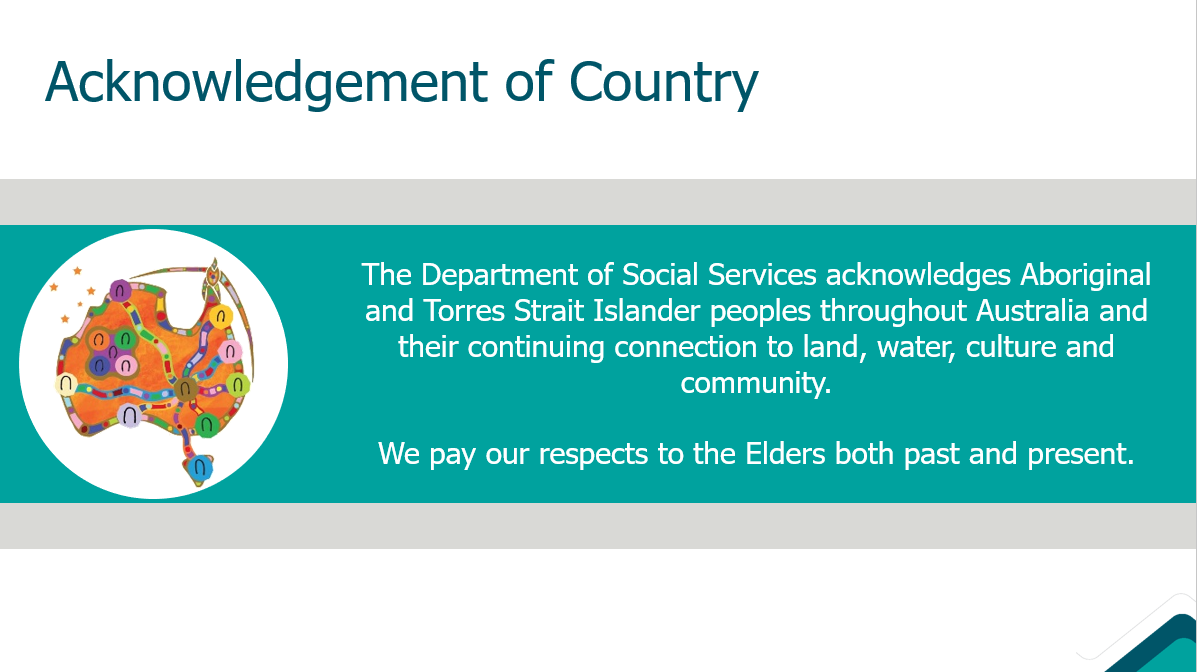 Acknowledgement of Country
The Department of Social Services acknowledges Aboriginal
and Torres Strait Islander peoples throughout Australia and
their continuing connection to land, water, culture and
community.
We pay our respects to the Elders both past and present.